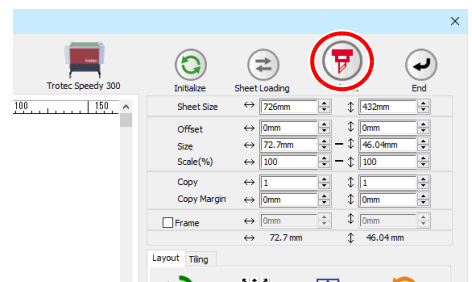 Trotec Speedy 300
Initialize Sheet Loading End
100 150
Sheet Size 726mm 432mm
Offset 0mm 0mm
Size 72.7mm 46.04mm
Scale(%) 100 100
Copy 1 1
Copy Margin 0mm 0mm
Frame 0mm 0mm
72.7 mm 46.04 mm
Layout Tiling